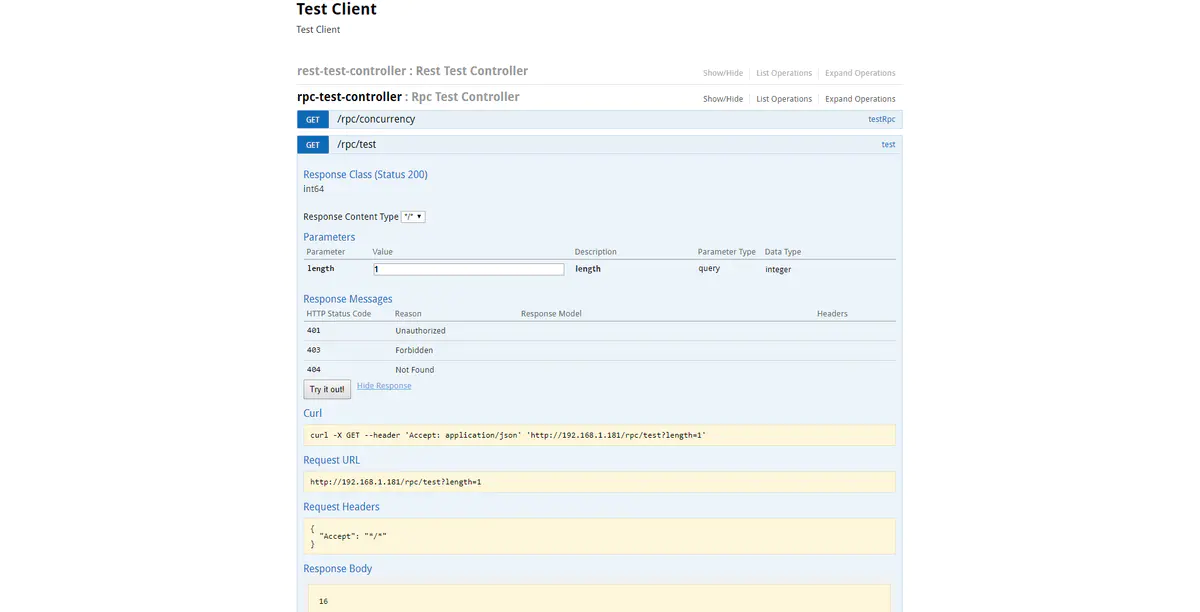 Test Client
Test Client
rest-test-controller : Rest Test Controller Show/Hide List Operations Expand Operations
rpc-test-controller : Rpc Test Controller Show/Hide List Operations Expand Operations
GET /rpc/concurrency testRpc
GET /rpc/test test
Response Class (Status 200)
int64
Response Content Type */*
Parameters
Parameter Value Description Parameter Type Data Type
length 1 length query integer
Response Messages
HTTP Status Code Reason Response Model Headers
401 Unauthorized
403 Forbidden
404 Not Found
Try it out! Hide Response
Curl
curl -X GET --header 'Accept: application/json' 'http://192.168.1.181/rpc/test?length=1'
Request URL
http://192.168.1.181/rpc/test?length=1
Request Headers
{
"Accept": "*/*"
}
Response Body
16